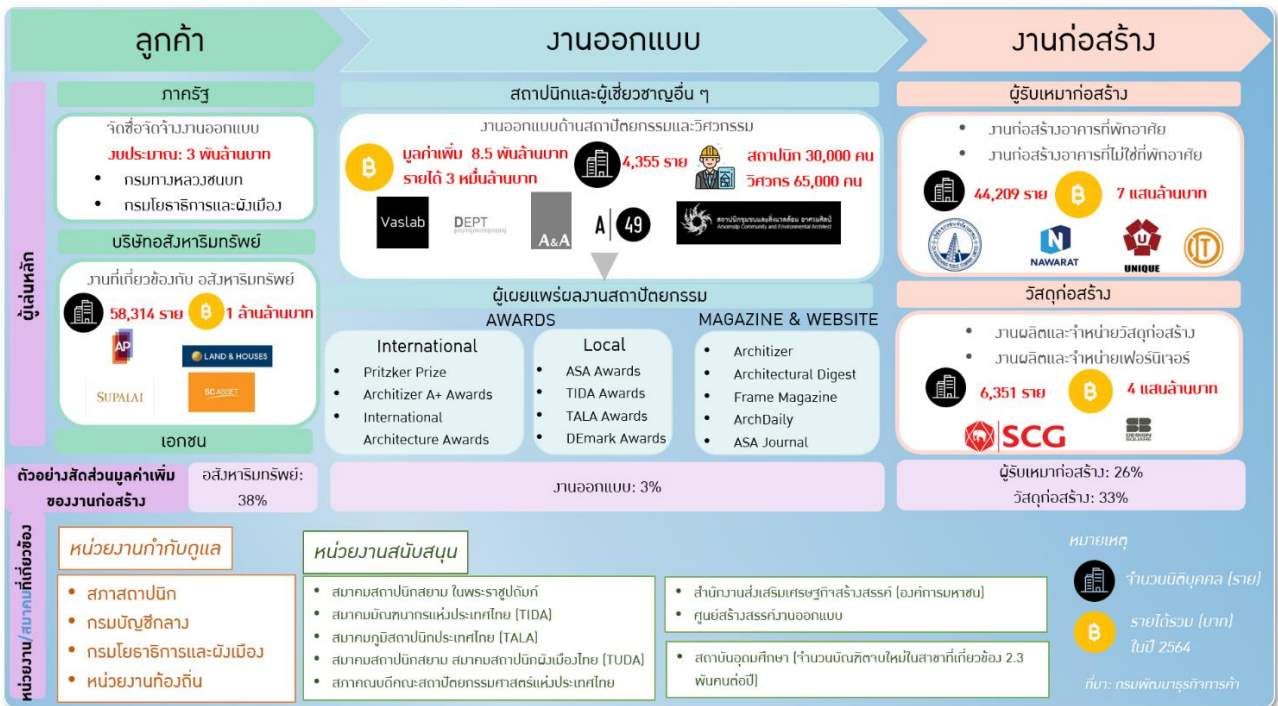 ลูกค้า
งานออกแบบ
งานก่อสร้าง
ผู้เล่นหลัก
ภาครัฐ
จัดซื้อจัดจ้างงานออกแบบ
งบประมาณ: 3 พันล้านบาท
• กรมทางหลวงชนบท
• กรมโยธาธิการและผังเมือง
บริษัทอสังหาริมทรัพย์
งานที่เกี่ยวข้องกับ อสังหาริมทรัพย์
58,314 ราย
฿
1 ล้านล้านบาท
AP
LAND & HOUSES
SUPALAI
SC ASSET
เอกชน
สถาปนิกและผู้เชี่ยวชาญอื่น ๆ
งานออกแบบด้านสถาปัตยกรรมและวิศวกรรม
฿
มูลค่าเพิ่ม 8.5 พันล้านบาท
รายได้ 3 หมื่นล้านบาท
4,355 ราย
สถาปนิก 30,000 คน
วิศวกร 65,000 คน
Vaslab
DEPT
A&A
A 49
สถาปนิกชุมชนและสิ่งแวดล้อม อาศรมศิลป์
Arsomsilp Community and Environmental Architect
ผู้เผยแพร่ผลงานสถาปัตยกรรม
AWARDS
International
• Pritzker Prize
• Architizer A+ Awards
• International
Architecture Awards
Local
• ASA Awards
• TIDA Awards
• TALA Awards
• DEmark Awards
MAGAZINE & WEBSITE
• Architizer
• Architectural Digest
• Frame Magazine
• ArchDaily
• ASA Journal
ผู้รับเหมาก่อสร้าง
• งานก่อสร้างอาคารที่พักอาศัย
• งานก่อสร้างอาคารที่ไม่ใช่ที่พักอาศัย
44,209 ราย
฿
7 แสนล้านบาท
NAWARAT
UNIQUE
วัสดุก่อสร้าง
• งานผลิตและจำหน่ายวัสดุก่อสร้าง
• งานผลิตและจำหน่ายเฟอร์นิเจอร์
6,351 ราย
฿
4 แสนล้านบาท
SCG
DESIGN
SQUARE
ตัวอย่างสัดส่วนมูลค่าเพิ่ม
ของงานก่อสร้าง
อสังหาริมทรัพย์:
38%
งานออกแบบ: 3%
ผู้รับเหมาก่อสร้าง: 26%
วัสดุก่อสร้าง: 33%
หน่วยงาน/สมาคมที่เกี่ยวข้อง
หน่วยงานกำกับดูแล
• สภาสถาปนิก
• กรมบัญชีกลาง
• กรมโยธาธิการและผังเมือง
• หน่วยงานท้องถิ่น
หน่วยงานสนับสนุน
• สมาคมสถาปนิกสยาม ในพระราชูปถัมภ์
• สมาคมมัณฑนากรแห่งประเทศไทย (TIDA)
• สมาคมภูมิสถาปนิกประเทศไทย (TALA)
• สมาคมสถาปนิกสยาม สมาคมสถาปนิกผังเมืองไทย (TUDA)
• สภาคณบดีคณะสถาปัตยกรรมศาสตร์แห่งประเทศไทย
• สำนักงานส่งเสริมเศรษฐกิจสร้างสรรค์ (องค์การมหาชน)
• ศูนย์สร้างสรรค์งานออกแบบ
• สถาบันอุดมศึกษา (จำนวนบัณฑิตจบใหม่ในสาขาที่เกี่ยวข้อง 2.3
พันคนต่อปี)
หมายเหตุ
จำนวนนิติบุคคล (ราย)
฿
รายได้รวม (บาท)
ในปี 2564
ที่มา: กรมพัฒนาธุรกิจการค้า